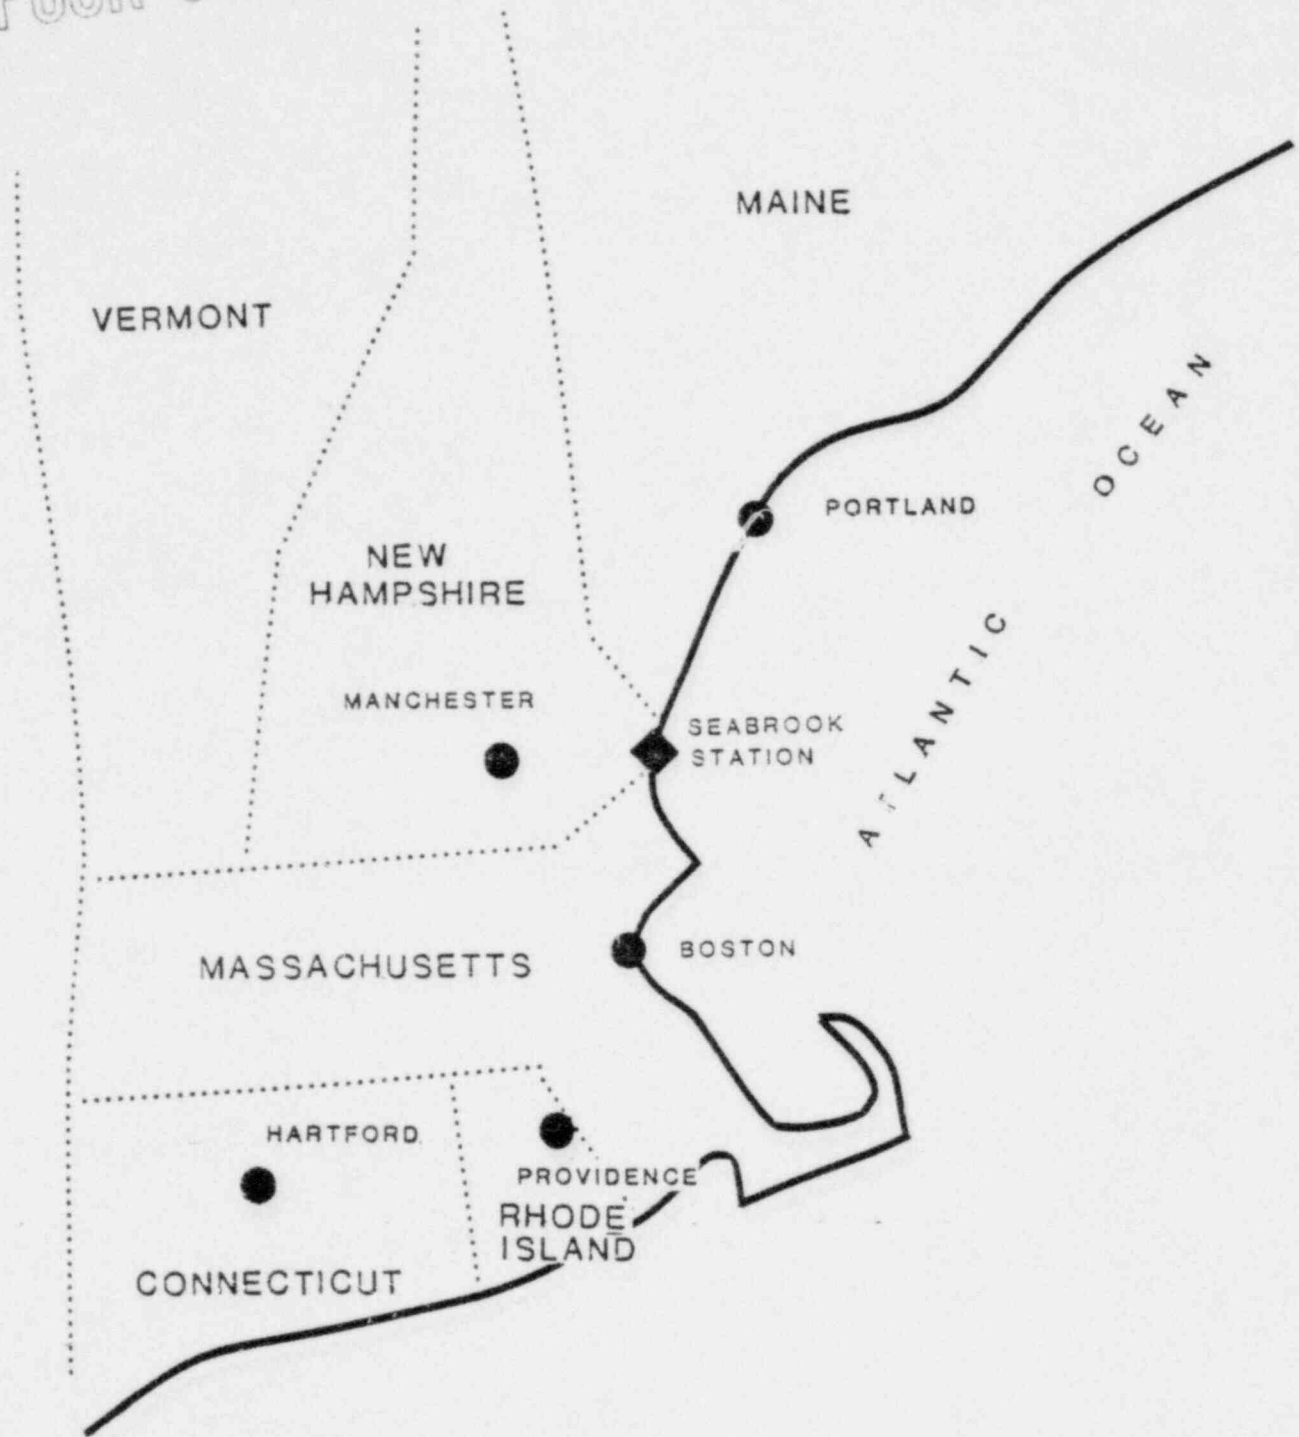 MAINE
VERMONT
ATLANTIC OCEAN
PORTLAND
NEW
HAMPSHIRE
MANCHESTER
SEABROOK
STATION
BOSTON
MASSACHUSETTS
HARTFORD
PROVIDENCE
RHODE
ISLAND
CONNECTICUT